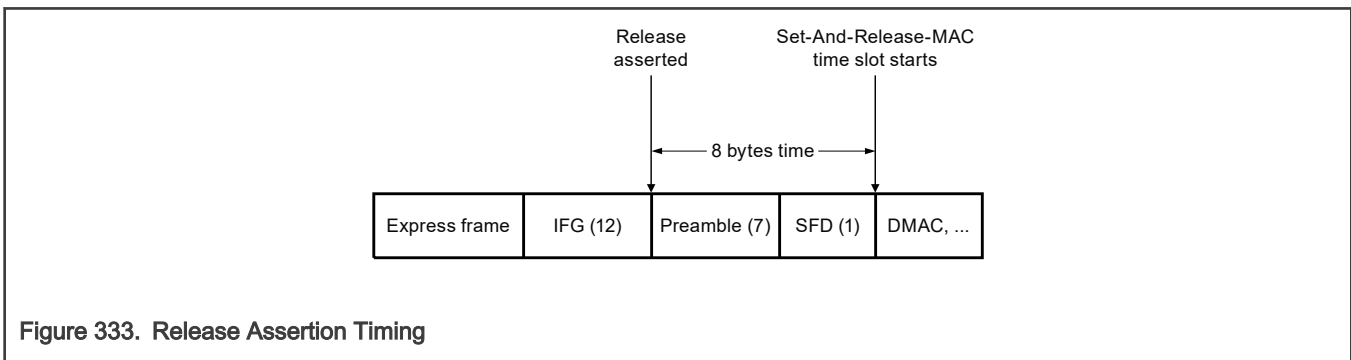 Release
asserted
Set-And-Release-MAC
time slot starts
8 bytes time
Express frame
IFG (12)
Preamble (7)
SFD (1)
DMAC, ...
Figure 333. Release Assertion Timing